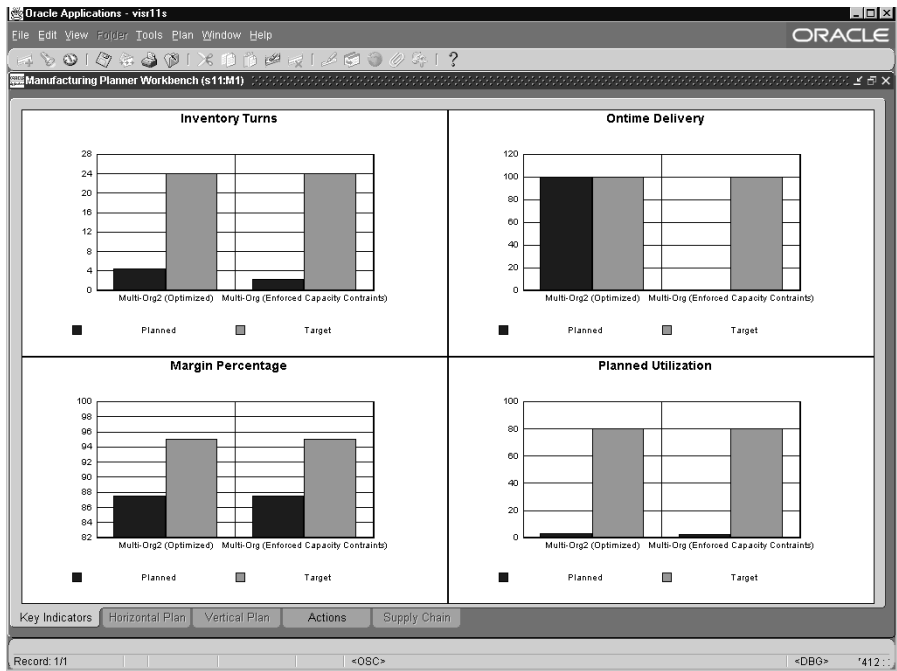 Oracle Applications - visr11s
File Edit View Folder Tools Plan Window Help
ORACLE
Manufacturing Planner Workbench (s11:M1)
Inventory Turns
28
24
20
16
12
8
4
0
Multi-Org2 (Optimized) Multi-Org (Enforced Capacity Contraints)
Planned Target
Ontime Delivery
120
100
80
60
40
20
0
Multi-Org2 (Optimized) Multi-Org (Enforced Capacity Contraints)
Planned Target
Margin Percentage
100
98
96
94
92
90
88
86
84
82
Multi-Org2 (Optimized) Multi-Org (Enforced Capacity Contraints)
Planned Target
Planned Utilization
100
80
60
40
20
0
Multi-Org2 (Optimized) Multi-Org (Enforced Capacity Contraints)
Planned Target
Key Indicators Horizontal Plan Vertical Plan Actions Supply Chain
Record: 1/1 <OSC> <DBG>